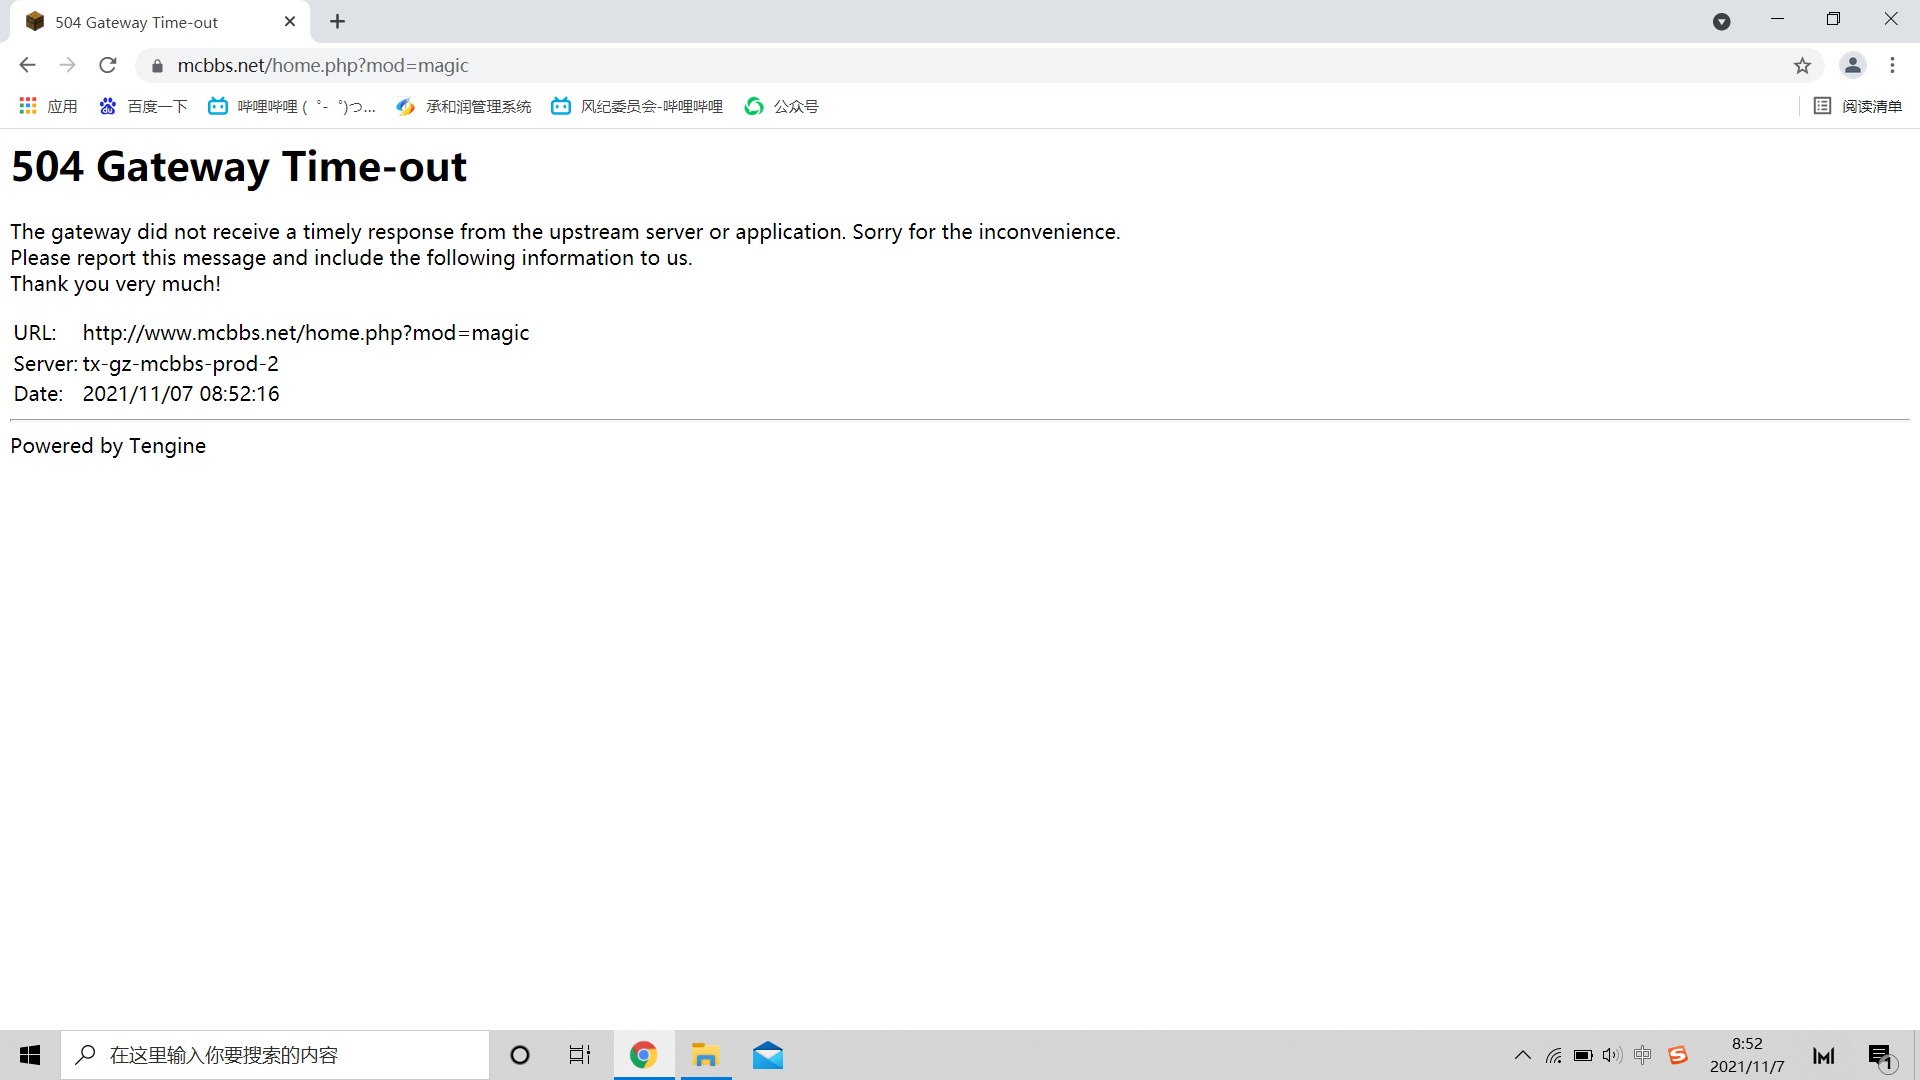 504 Gateway Time-out
mcbbs.net/home.php?mod=magic
应用 百度一下 哔哩哔哩 ( ゜- ゜)つ... 承和润管理系统 风纪委员会-哔哩哔哩 公众号 阅读清单
504 Gateway Time-out
The gateway did not receive a timely response from the upstream server or application. Sorry for the inconvenience.
Please report this message and include the following information to us.
Thank you very much!
URL: http://www.mcbbs.net/home.php?mod=magic
Server: tx-gz-mcbbs-prod-2
Date: 2021/11/07 08:52:16
Powered by Tengine
在这里输入你要搜索的内容
中
8:52
2021/11/7
1